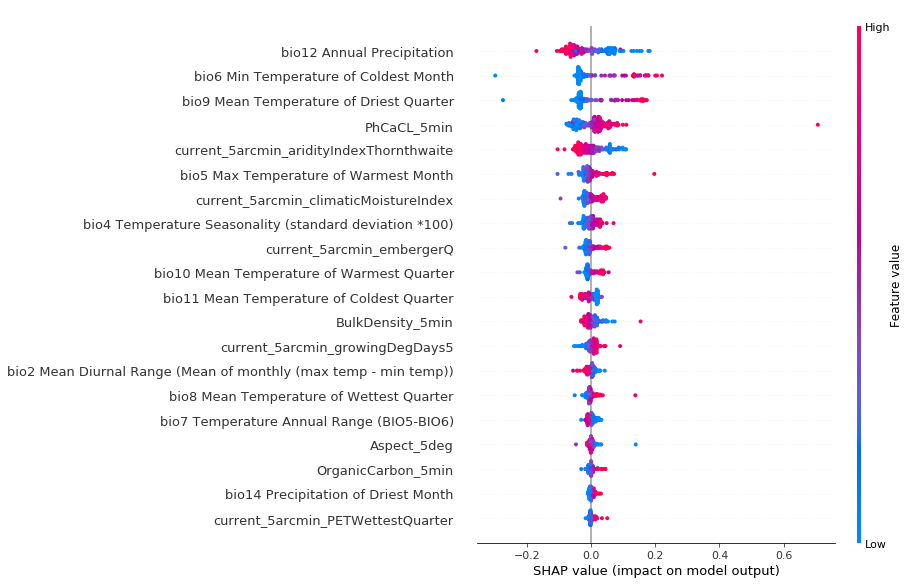 High
bio12 Annual Precipitation
bio6 Min Temperature of Coldest Month
bio9 Mean Temperature of Driest Quarter
PhCaCL_5min
current_5arcmin_aridityIndexThornthwaite
bio5 Max Temperature of Warmest Month
current_5arcmin_climaticMoistureIndex
bio4 Temperature Seasonality (standard deviation *100)
current_5arcmin_embergerQ
bio10 Mean Temperature of Warmest Quarter
bio11 Mean Temperature of Coldest Quarter
BulkDensity_5min
current_5arcmin_growingDegDays5
bio2 Mean Diurnal Range (Mean of monthly (max temp - min temp))
bio8 Mean Temperature of Wettest Quarter
bio7 Temperature Annual Range (BIO5-BIO6)
Aspect_5deg
OrganicCarbon_5min
bio14 Precipitation of Driest Month
current_5arcmin_PETWettestQuarter
Feature value
Low
−0.2 0.0 0.2 0.4 0.6
SHAP value (impact on model output)